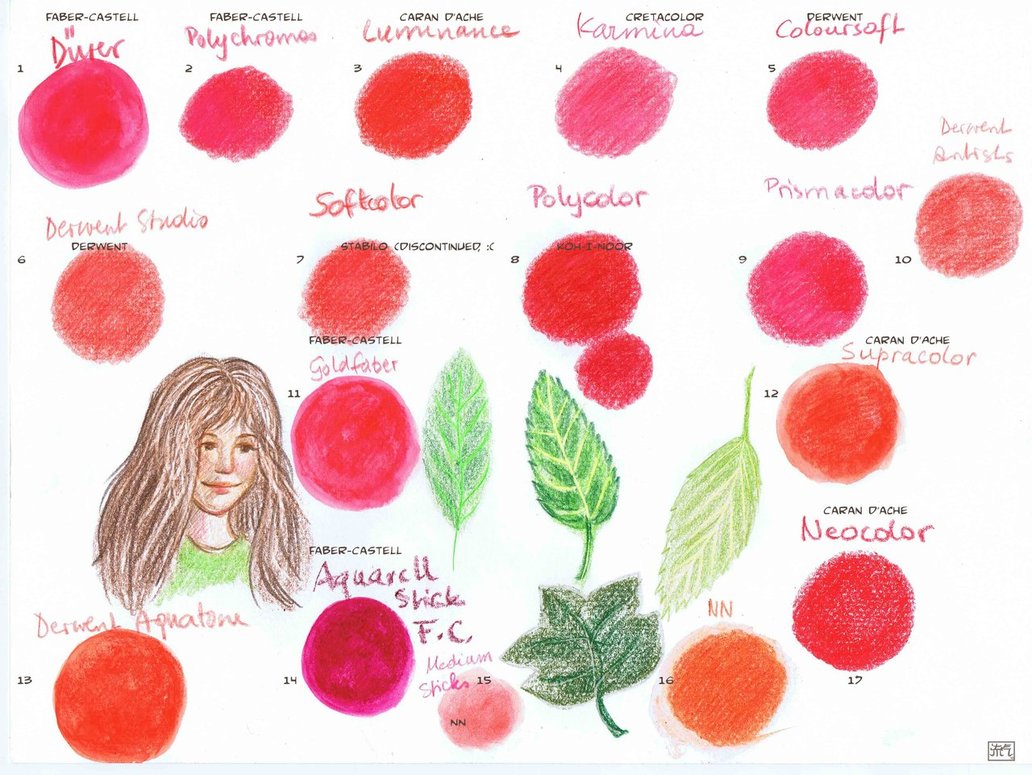 FABER-CASTELL
Dürer
1
FABER-CASTELL
Polychromos
2
CARAN D'ACHE
Luminance
3
CRETACOLOR
Karmina
4
DERWENT
Coloursoft
5
Derwent
Artists
10
Derwent Studio
DERWENT
6
Softcolor
STABILO (DISCONTINUED) :(
7
Polycolor
KOH-I-NOOR
8
Prismacolor
9
FABER-CASTELL
Goldfaber
11
CARAN D'ACHE
Supracolor
12
Derwent Aquatone
13
FABER-CASTELL
Aquarell
Stick
F.C.
14
Medium
Sticks
15
NN
NN
16
CARAN D'ACHE
Neocolor
17